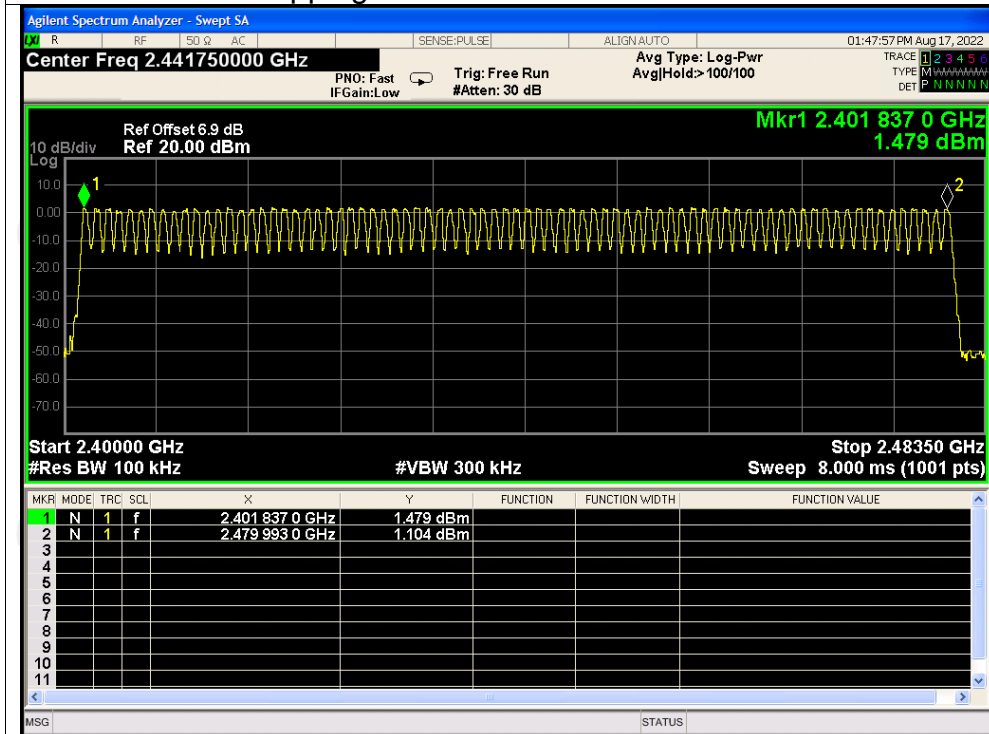 pping
Agilent Spectrum Analyzer - Swept SA
LXI R RF 50 Ω AC SENSE:PULSE ALIGN AUTO 01:47:57 PM Aug 17, 2022
Center Freq 2.441750000 GHz
PNO: Fast
IFGain:Low
Trig: Free Run
#Atten: 30 dB
Avg Type: Log-Pwr
Avg|Hold:>100/100
TRACE 1 2 3 4 5 6
TYPE M W W W W W
DET P N N N N N
Mkr1 2.401 837 0 GHz
1.479 dBm
Ref Offset 6.9 dB
10 dB/div Ref 20.00 dBm
Log
10.0
0.00
-10.0
-20.0
-30.0
-40.0
-50.0
-60.0
-70.0
1
2
Start 2.40000 GHz Stop 2.48350 GHz
#Res BW 100 kHz #VBW 300 kHz Sweep 8.000 ms (1001 pts)
MKR MODE TRC SCL X Y FUNCTION FUNCTION WIDTH FUNCTION VALUE
1 N 1 f 2.401 837 0 GHz 1.479 dBm
2 N 1 f 2.479 993 0 GHz 1.104 dBm
3
4
5
6
7
8
9
10
11
MSG STATUS